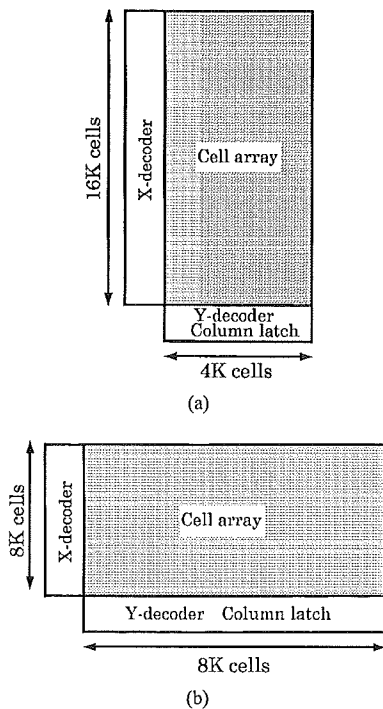 16K cells
X-decoder
Cell array
Y-decoder
Column latch
4K cells
(a)
8K cells
X-decoder
Cell array
Y-decoder Column latch
8K cells
(b)